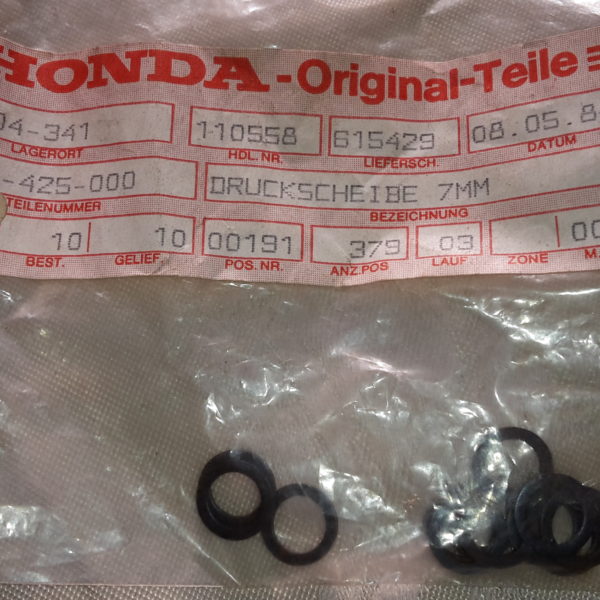 HONDA-Original-Teile
04-341 110558 615429 08.05.8
LAGERORT HDL.NR. LIEFERSCH. DATUM
-425-000 DRUCKSCHEIBE 7MM
TEILENUMMER BEZEICHNUNG
10 10 00191 379 03 00
BEST. GELIEF. POS.NR. ANZ.POS LAUF. ZONE M.